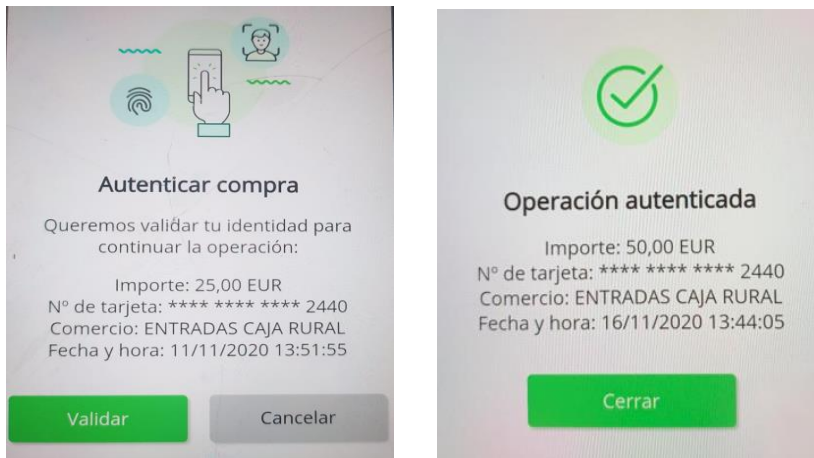 Autenticar compra
Queremos validar tu identidad para
continuar la operación:
Importe: 25,00 EUR
Nº de tarjeta: **** **** **** 2440
Comercio: ENTRADAS CAJA RURAL
Fecha y hora: 11/11/2020 13:51:55
Validar
Cancelar
Operación autenticada
Importe: 50,00 EUR
Nº de tarjeta: **** **** **** 2440
Comercio: ENTRADAS CAJA RURAL
Fecha y hora: 16/11/2020 13:44:05
Cerrar